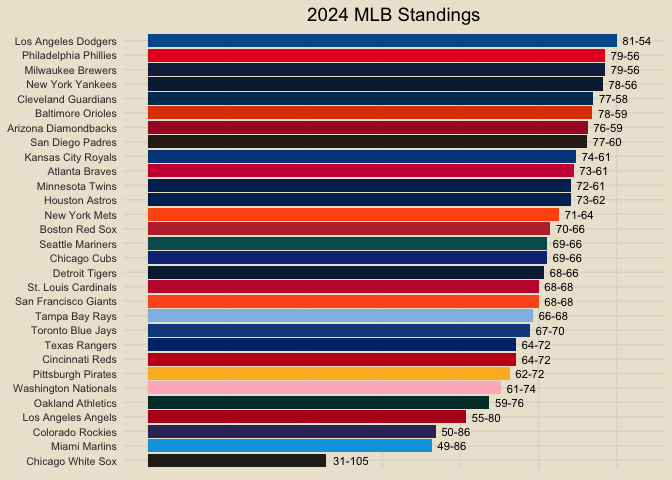 2024 MLB Standings
Los Angeles Dodgers 81-54
Philadelphia Phillies 79-56
Milwaukee Brewers 79-56
New York Yankees 78-56
Cleveland Guardians 77-58
Baltimore Orioles 78-59
Arizona Diamondbacks 76-59
San Diego Padres 77-60
Kansas City Royals 74-61
Atlanta Braves 73-61
Minnesota Twins 72-61
Houston Astros 73-62
New York Mets 71-64
Boston Red Sox 70-66
Seattle Mariners 69-66
Chicago Cubs 69-66
Detroit Tigers 68-66
St. Louis Cardinals 68-68
San Francisco Giants 68-68
Tampa Bay Rays 66-68
Toronto Blue Jays 67-70
Texas Rangers 64-72
Cincinnati Reds 64-72
Pittsburgh Pirates 62-72
Washington Nationals 61-74
Oakland Athletics 59-76
Los Angeles Angels 55-80
Colorado Rockies 50-86
Miami Marlins 49-86
Chicago White Sox 31-105